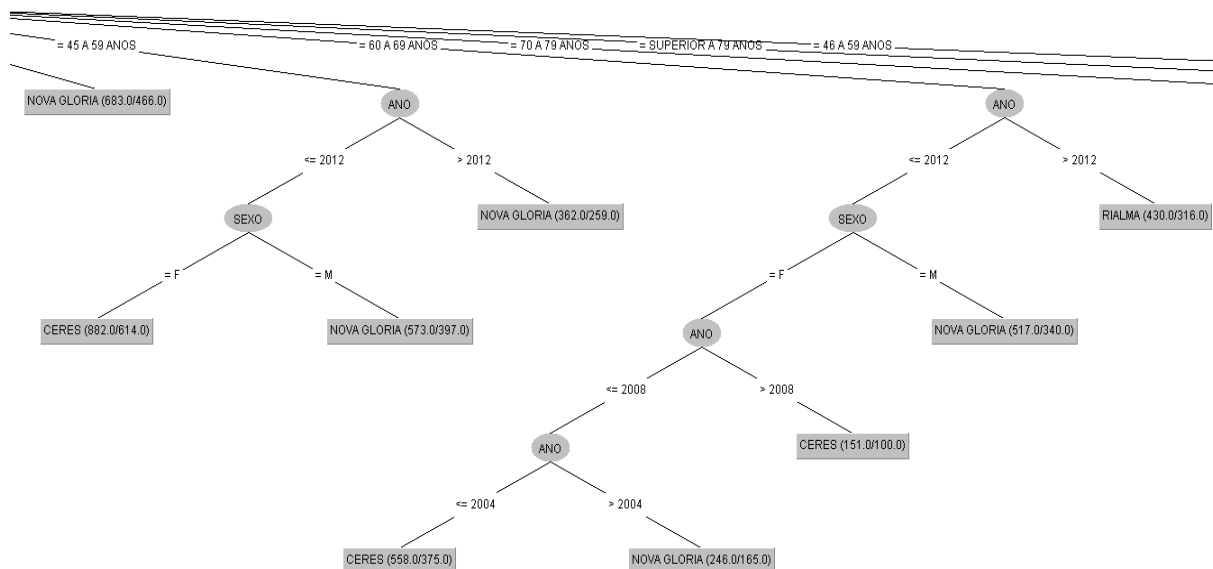 = 45 A 59 ANOS
= 60 A 69 ANOS
= 70 A 79 ANOS
= SUPERIOR A 79 ANOS
= 46 A 59 ANOS
NOVA GLORIA (683.0/466.0)
ANO
ANO
<= 2012
> 2012
<= 2012
> 2012
SEXO
NOVA GLORIA (362.0/259.0)
SEXO
RIALMA (430.0/316.0)
= F
= M
= F
= M
CERES (882.0/614.0)
NOVA GLORIA (573.0/397.0)
ANO
NOVA GLORIA (517.0/340.0)
<= 2008
> 2008
ANO
CERES (151.0/100.0)
<= 2004
> 2004
CERES (558.0/375.0)
NOVA GLORIA (246.0/165.0)